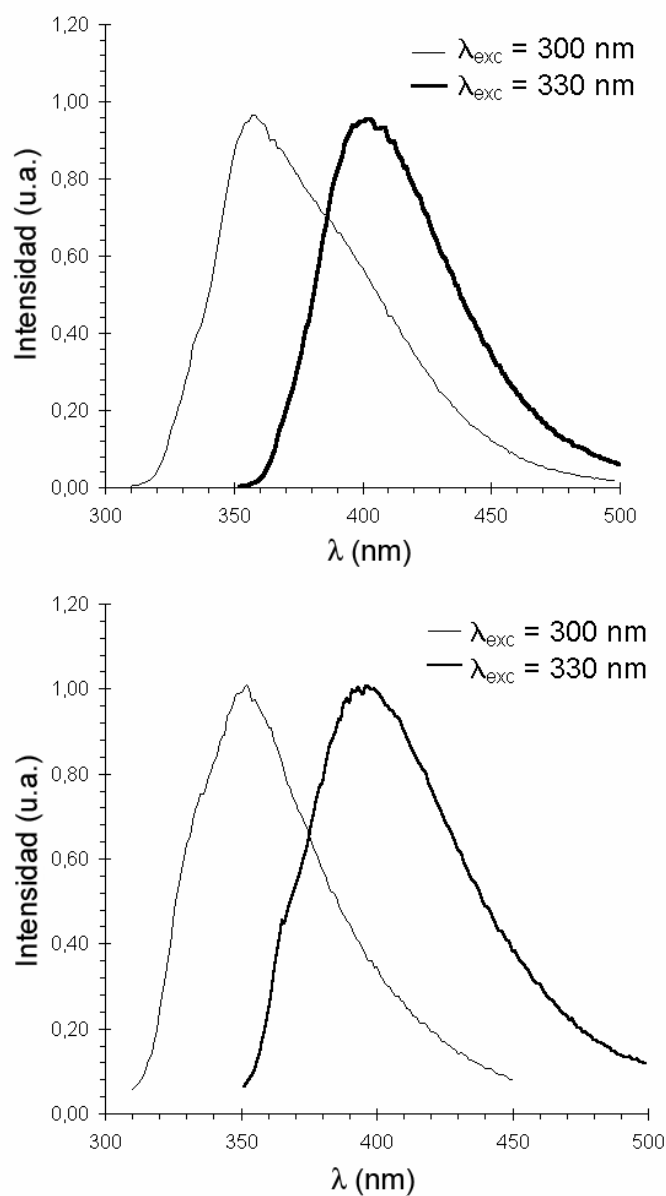 1,20
λexc = 300 nm
λexc = 330 nm
1,00
0,80
0,60
0,40
0,20
0,00
Intensidad (u.a.)
300 350 400 450 500
λ (nm)
1,20
λexc = 300 nm
λexc = 330 nm
1,00
0,80
0,60
0,40
0,20
0,00
Intensidad (u.a.)
300 350 400 450 500
λ (nm)